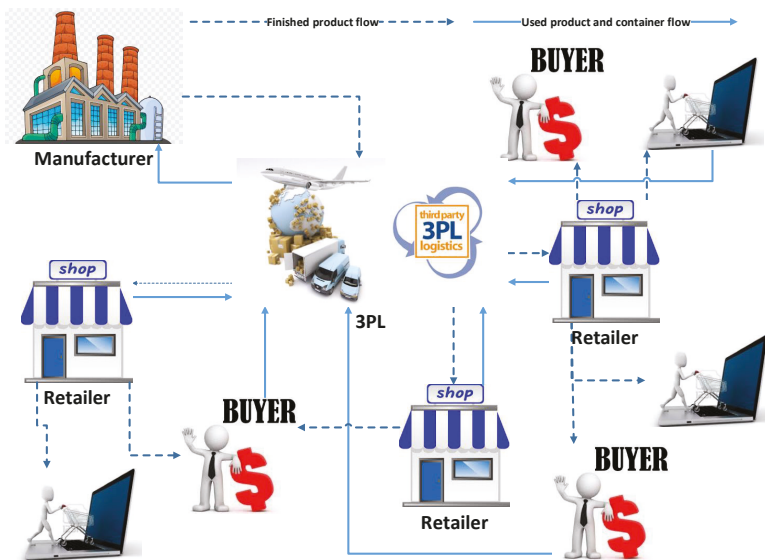 Finished product flow
Used product and container flow
BUYER
Manufacturer
shop
third party
3PL
logistics
shop
3PL
Retailer
Retailer
shop
BUYER
BUYER
Retailer